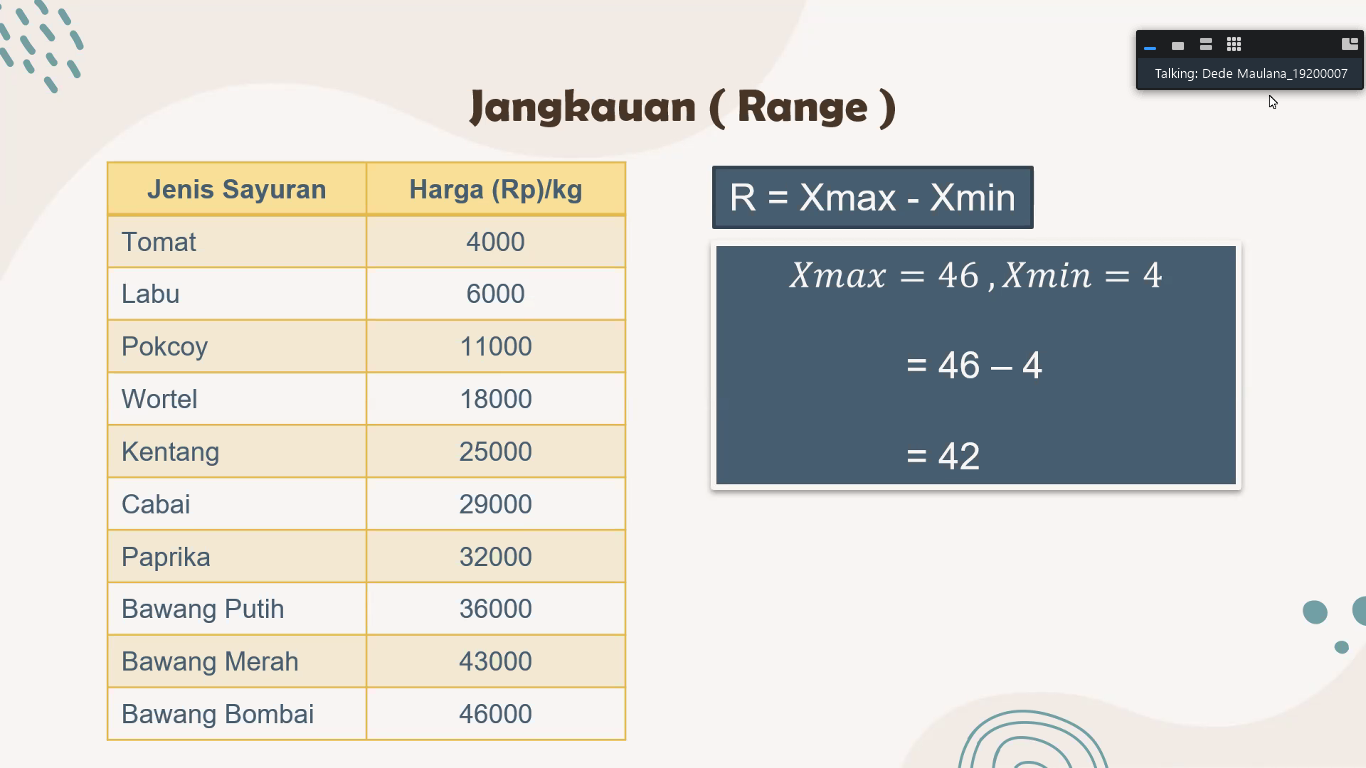 Talking: Dede Maulana_19200007
Jangkauan ( Range )
Jenis Sayuran Harga (Rp)/kg
Tomat 4000
Labu 6000
Pokcoy 11000
Wortel 18000
Kentang 25000
Cabai 29000
Paprika 32000
Bawang Putih 36000
Bawang Merah 43000
Bawang Bombai 46000
R = Xmax - Xmin
Xmax = 46 , Xmin = 4
= 46 – 4
= 42